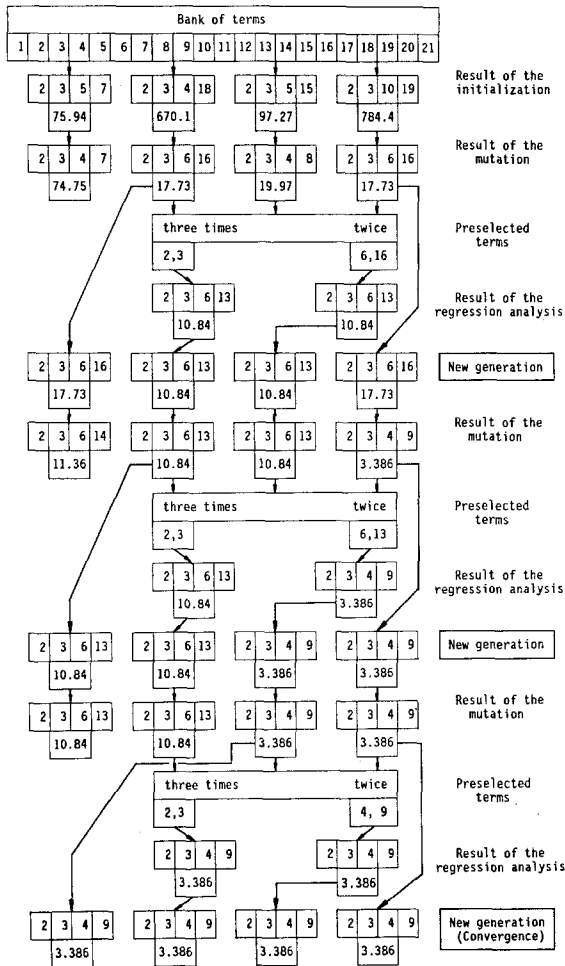 Bank of terms
1 2 3 4 5 6 7 8 9 10 11 12 13 14 15 16 17 18 19 20 21
2 3 5 7 2 3 4 18 2 3 5 15 2 3 10 19
Result of the
initialization
75.94 670.1 97.27 784.4
2 3 4 7 2 3 6 16 2 3 4 8 2 3 6 16
Result of the
mutation
74.75 17.73 19.97 17.73
three times twice
Preselected
terms
2,3 6,16
2 3 6 13 2 3 6 13
Result of the
regression analysis
10.84 10.84
2 3 6 16 2 3 6 13 2 3 6 13 2 3 6 16
New generation
17.73 10.84 10.84 17.73
2 3 6 14 2 3 6 13 2 3 6 13 2 3 4 9
Result of the
mutation
11.36 10.84 10.84 3.386
three times twice
Preselected
terms
2,3 6,13
2 3 6 13 2 3 4 9
Result of the
regression analysis
10.84 3.386
2 3 6 13 2 3 6 13 2 3 4 9 2 3 4 9
New generation
10.84 10.84 3.386 3.386
2 3 6 13 2 3 6 13 2 3 4 9 2 3 4 9
Result of the
mutation
10.84 10.84 3.386 3.386
three times twice
Preselected
terms
2,3 4, 9
2 3 4 9 2 3 4 9
Result of the
regression analysis
3.386 3.386
2 3 4 9 2 3 4 9 2 3 4 9 2 3 4 9
New generation
(Convergence)
3.386 3.386 3.386 3.386